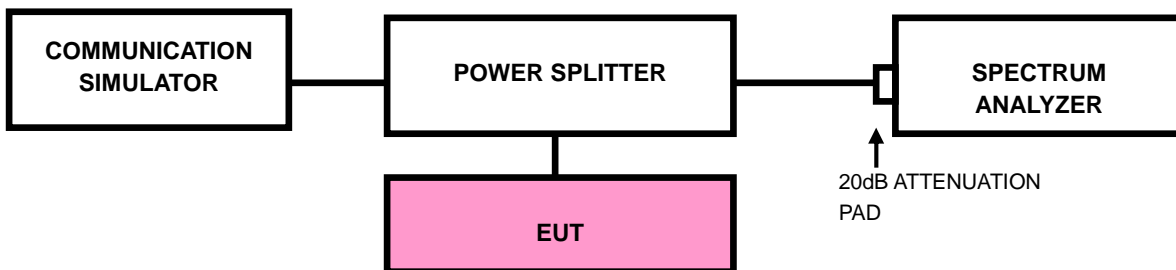 COMMUNICATION
SIMULATOR
POWER SPLITTER
SPECTRUM
ANALYZER
20dB ATTENUATION
PAD
EUT